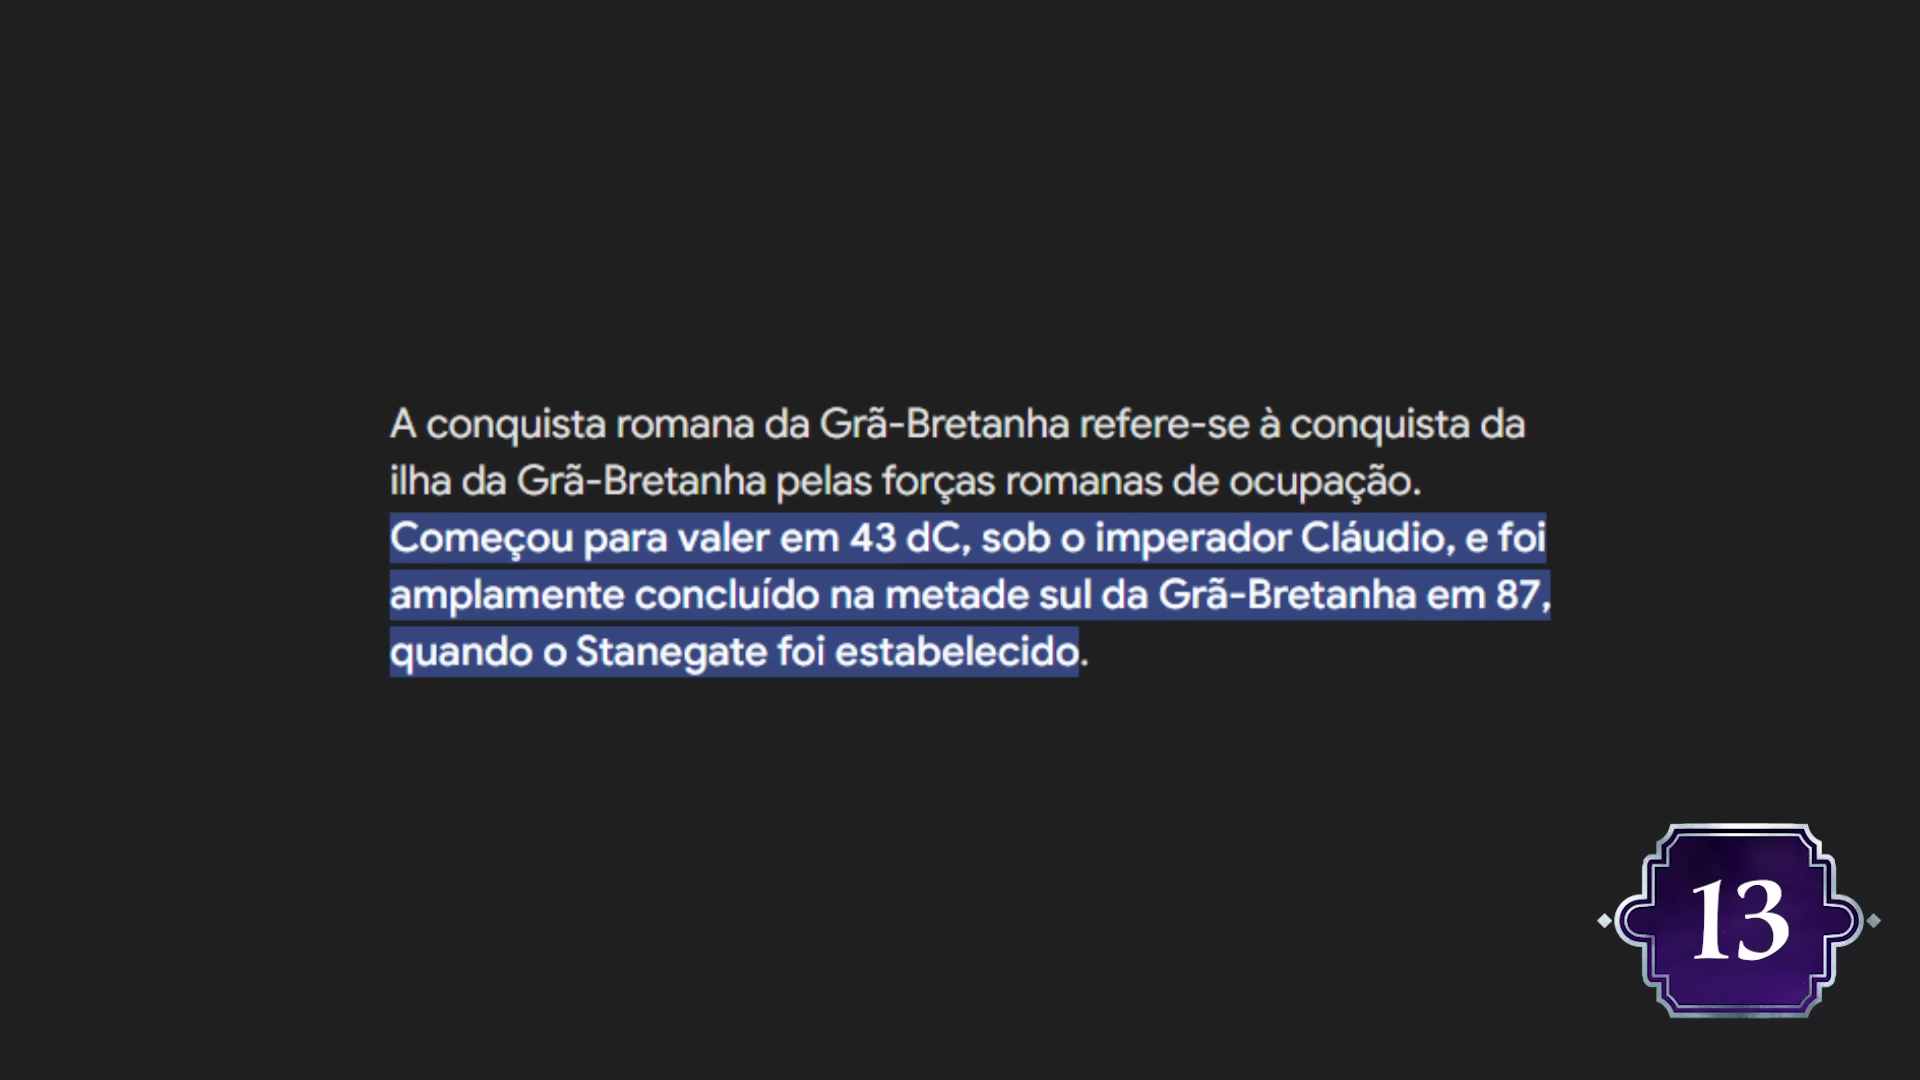 A conquista romana da Grã-Bretanha refere-se à conquista da
ilha da Grã-Bretanha pelas forças romanas de ocupação.
Começou para valer em 43 dC, sob o imperador Cláudio, e foi
amplamente concluído na metade sul da Grã-Bretanha em 87,
quando o Stanegate foi estabelecido.
13